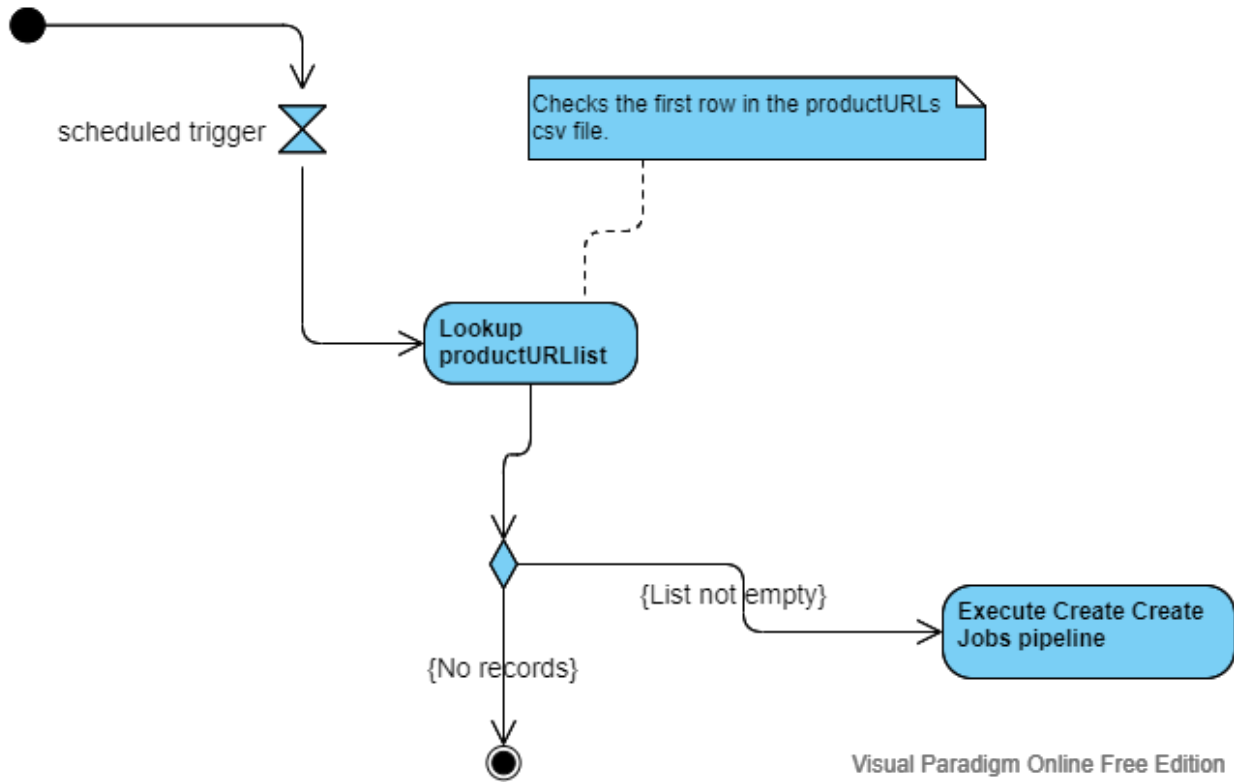 Checks the first row in the productURLs
csv file.
scheduled trigger
Lookup
productURLlist
{List not empty}
Execute Create Create
Jobs pipeline
{No records}
Visual Paradigm Online Free Edition